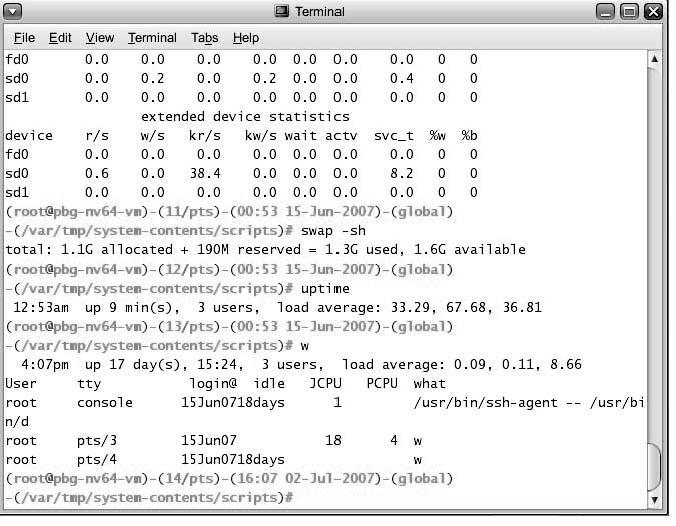 Terminal
File Edit View Terminal Tabs Help
fd0 0.0 0.0 0.0 0.0 0.0 0.0 0.0 0 0
sd0 0.0 0.2 0.0 0.2 0.0 0.0 0.4 0 0
sd1 0.0 0.0 0.0 0.0 0.0 0.0 0.0 0 0
extended device statistics
device r/s w/s kr/s kw/s wait actv svc_t %w %b
fd0 0.0 0.0 0.0 0.0 0.0 0.0 0.0 0 0
sd0 0.6 0.0 38.4 0.0 0.0 0.0 8.2 0 0
sd1 0.0 0.0 0.0 0.0 0.0 0.0 0.0 0 0
(root@pbg-nv64-vm)-(11/pts)-(00:53 15-Jun-2007)-(global)
-(/var/tmp/system-contents/scripts)# swap -sh
total: 1.1G allocated + 190M reserved = 1.3G used, 1.6G available
(root@pbg-nv64-vm)-(12/pts)-(00:53 15-Jun-2007)-(global)
-(/var/tmp/system-contents/scripts)# uptime
12:53am up 9 min(s), 3 users, load average: 33.29, 67.68, 36.81
(root@pbg-nv64-vm)-(13/pts)-(00:53 15-Jun-2007)-(global)
-(/var/tmp/system-contents/scripts)# w
4:07pm up 17 day(s), 15:24, 3 users, load average: 0.09, 0.11, 8.66
User tty login@ idle JCPU PCPU what
root console 15Jun0718days 1 /usr/bin/ssh-agent -- /usr/bi
n/d
root pts/3 15Jun07 18 4 w
root pts/4 15Jun0718days w
(root@pbg-nv64-vm)-(14/pts)-(16:07 02-Jul-2007)-(global)
-(/var/tmp/system-contents/scripts)#